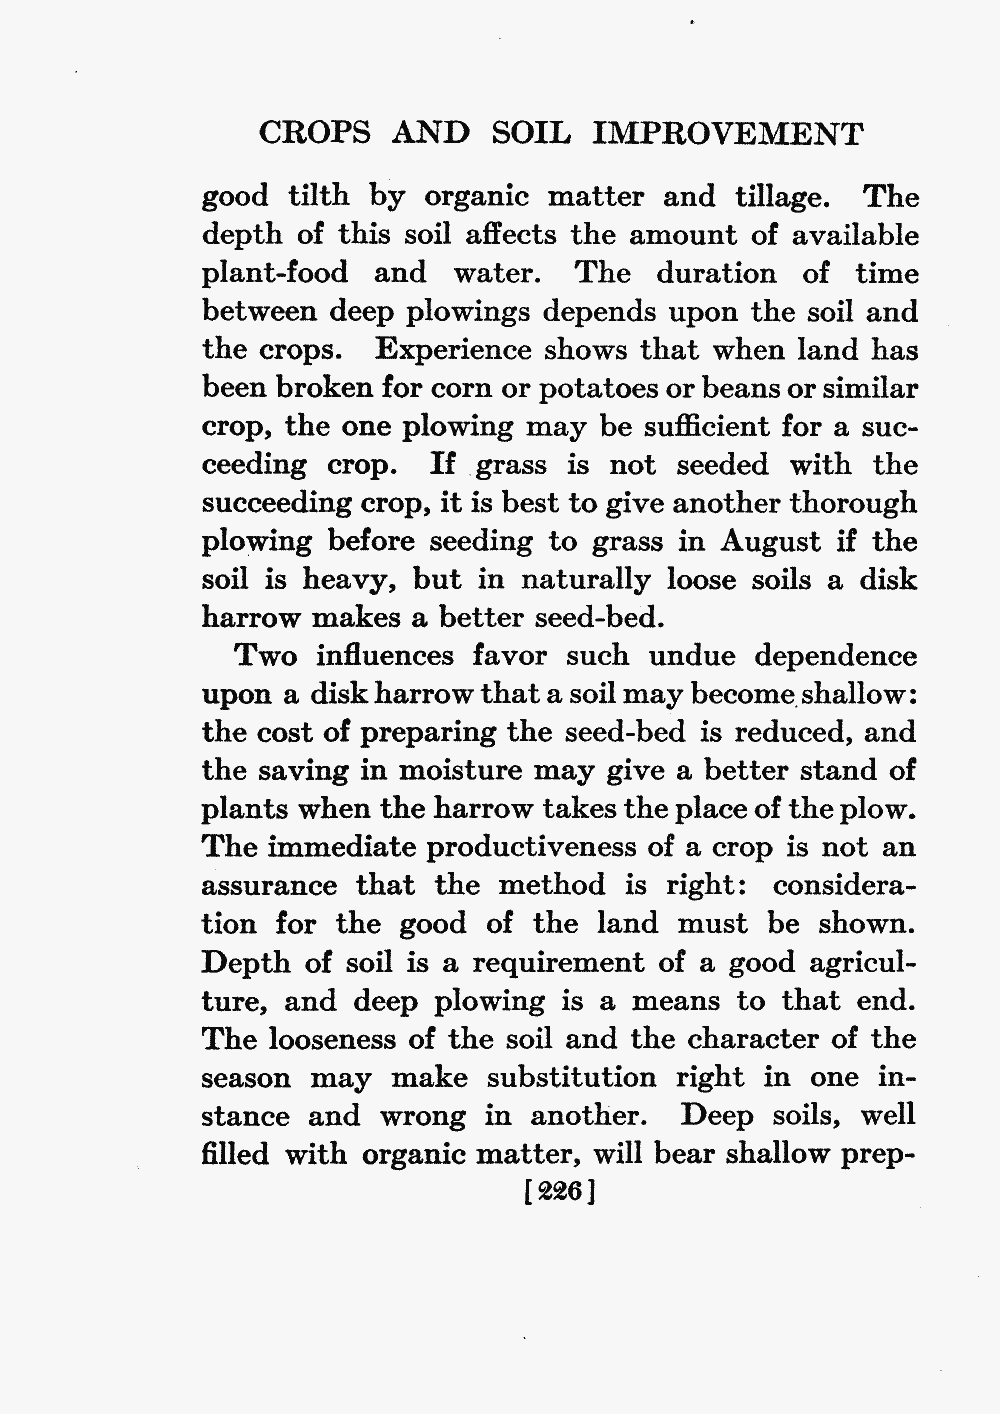 CROPS AND SOIL IMPROVEMENT
good tilth by organic matter and tillage. The
depth of this soil affects the amount of available
plant-food and water. The duration of time
between deep plowings depends upon the soil and
the crops. Experience shows that when land has
been broken for corn or potatoes or beans or similar
crop, the one plowing may be sufficient for a suc-
ceeding crop. If grass is not seeded with the
succeeding crop, it is best to give another thorough
plowing before seeding to grass in August if the
soil is heavy, but in naturally loose soils a disk
harrow makes a better seed-bed.
Two influences favor such undue dependence
upon a disk harrow that a soil may become shallow:
the cost of preparing the seed-bed is reduced, and
the saving in moisture may give a better stand of
plants when the harrow takes the place of the plow.
The immediate productiveness of a crop is not an
assurance that the method is right: considera-
tion for the good of the land must be shown.
Depth of soil is a requirement of a good agricul-
ture, and deep plowing is a means to that end.
The looseness of the soil and the character of the
season may make substitution right in one in-
stance and wrong in another. Deep soils, well
filled with organic matter, will bear shallow prep-
[226]